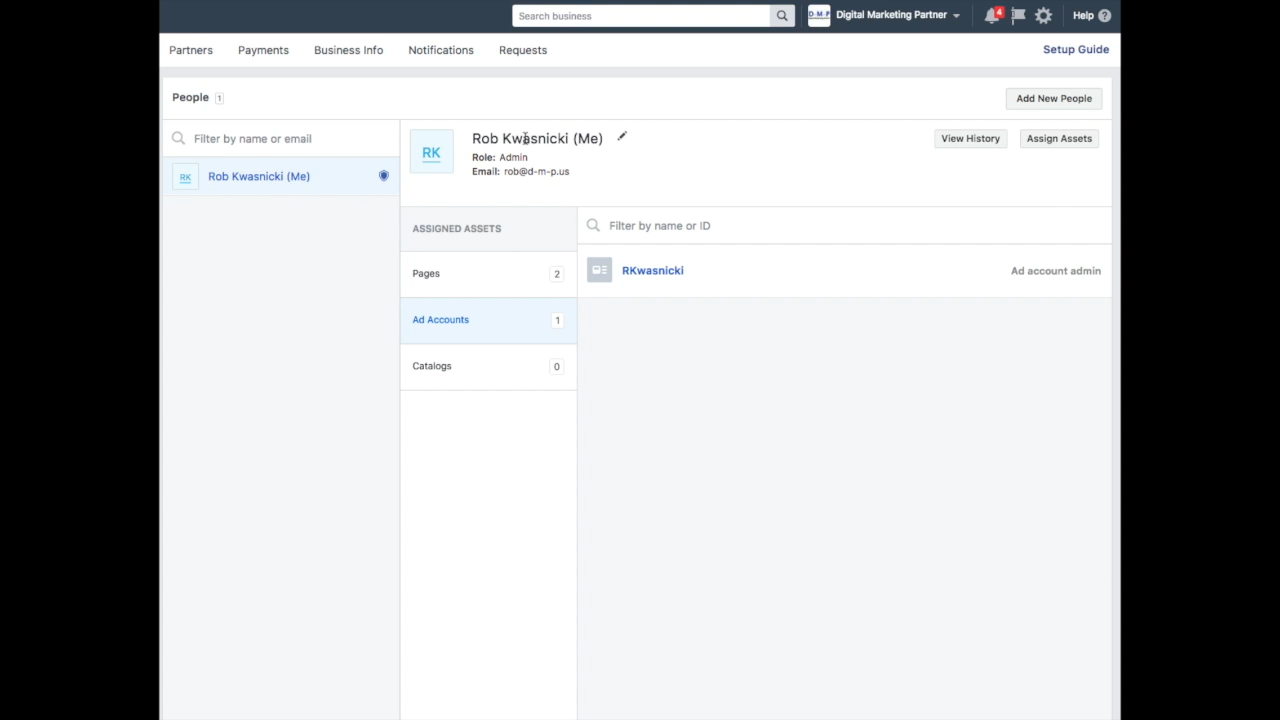 Search business
D-M-P
Digital Marketing Partner
4
Help
Partners
Payments
Business Info
Notifications
Requests
Setup Guide
People 1
Add New People
Filter by name or email
RK
Rob Kwasnicki (Me)
RK
Rob Kwasnicki (Me)
Role: Admin
Email: rob@d-m-p.us
View History
Assign Assets
ASSIGNED ASSETS
Pages 2
Ad Accounts 1
Catalogs 0
Filter by name or ID
RKwasnicki
Ad account admin